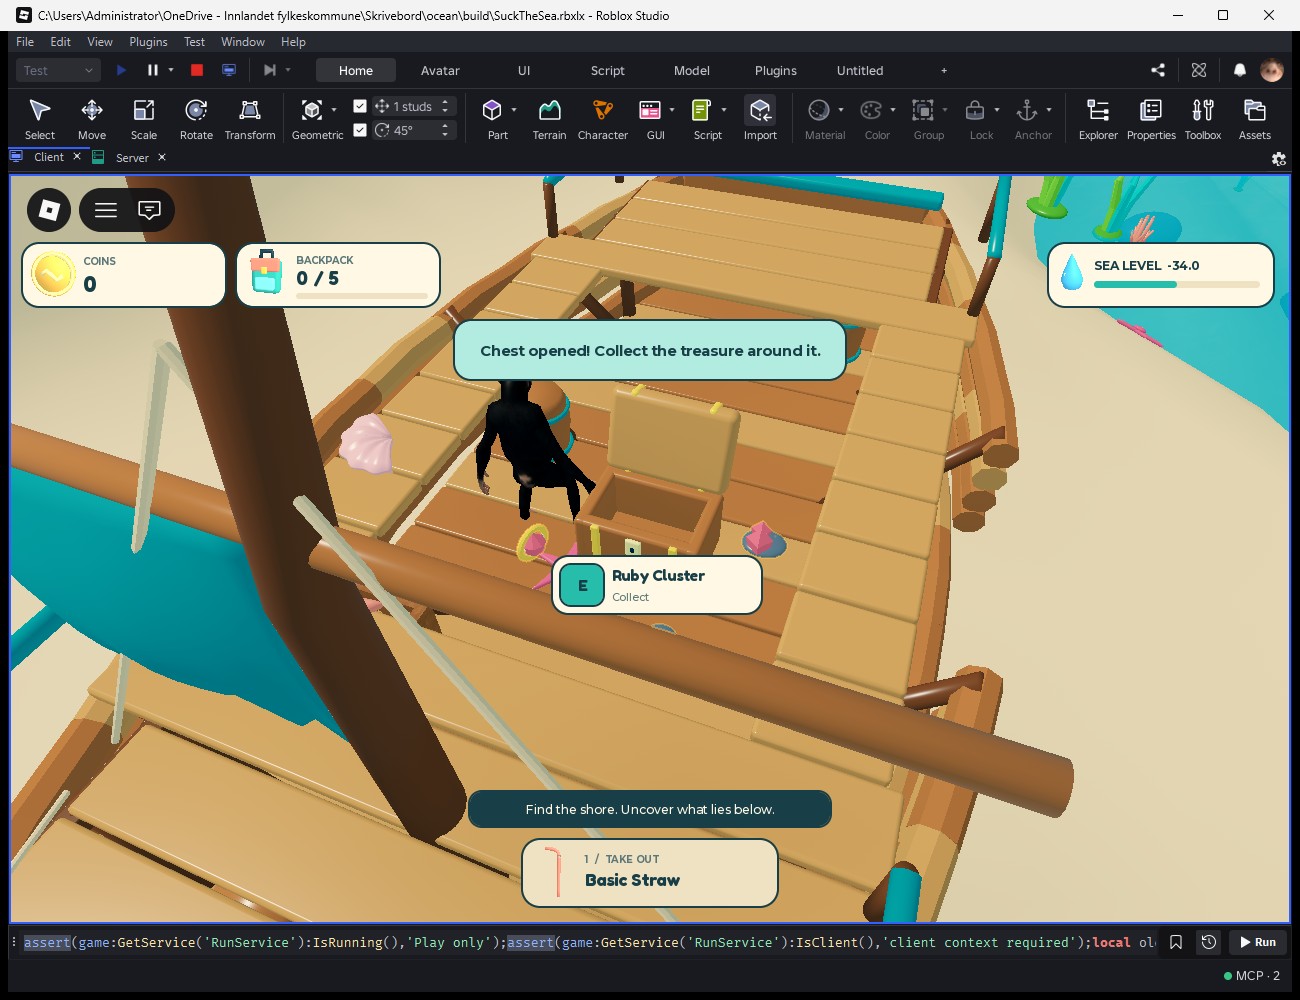 C:\Users\Administrator\OneDrive - Innlandet fylkeskommune\Skrivebord\ocean\build\SuckTheSea.rbxlx - Roblox Studio
File Edit View Plugins Test Window Help
Test Home Avatar UI Script Model Plugins Untitled +
1 studs
45°
Select Move Scale Rotate Transform Geometric Part Terrain Character GUI Script Import Material Color Group Lock Anchor Explorer Properties Toolbox Assets
Client Server
COINS
0
BACKPACK
0 / 5
SEA LEVEL -34.0
Chest opened! Collect the treasure around it.
E
Ruby Cluster
Collect
Find the shore. Uncover what lies below.
1 / TAKE OUT
Basic Straw
assert(game:GetService('RunService'):IsRunning(),'Play only');assert(game:GetService('RunService'):IsClient(),'client context required');local ol
Run
MCP · 2